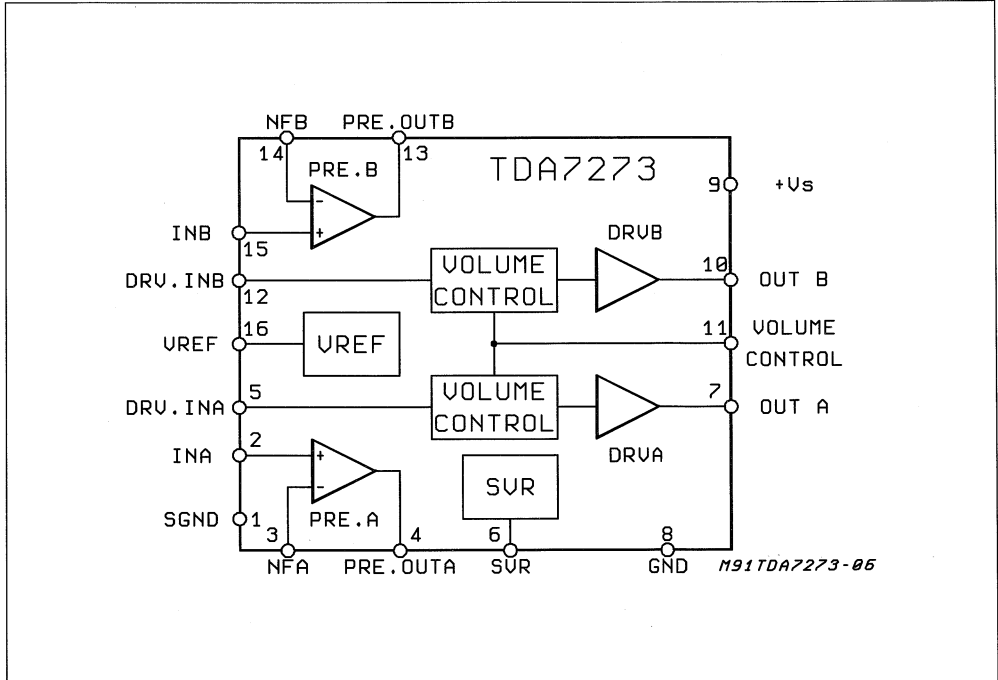 NFB PRE.OUTB
14 13
PRE.B TDA7273
9 +Vs
-
+
INB
15
DRVB
DRV.INB
12
VOLUME
CONTROL
10 OUT B
VREF
16
VREF
11 VOLUME
CONTROL
DRV.INA
5
VOLUME
CONTROL
7 OUT A
INA
2
+
-
DRVA
SVR
SGND 1
PRE.A
3 4 6 8
NFA PRE.OUTA SVR GND M91TDA7273-06